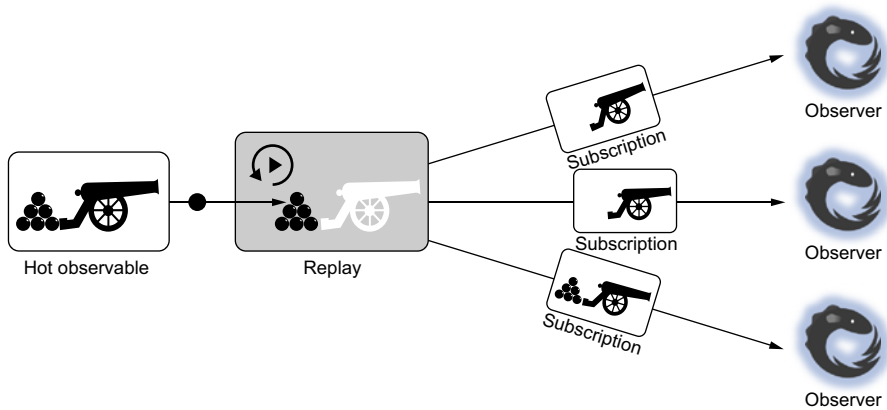 Observer
Subscription
Subscription
Observer
Hot observable
Replay
Subscription
Observer